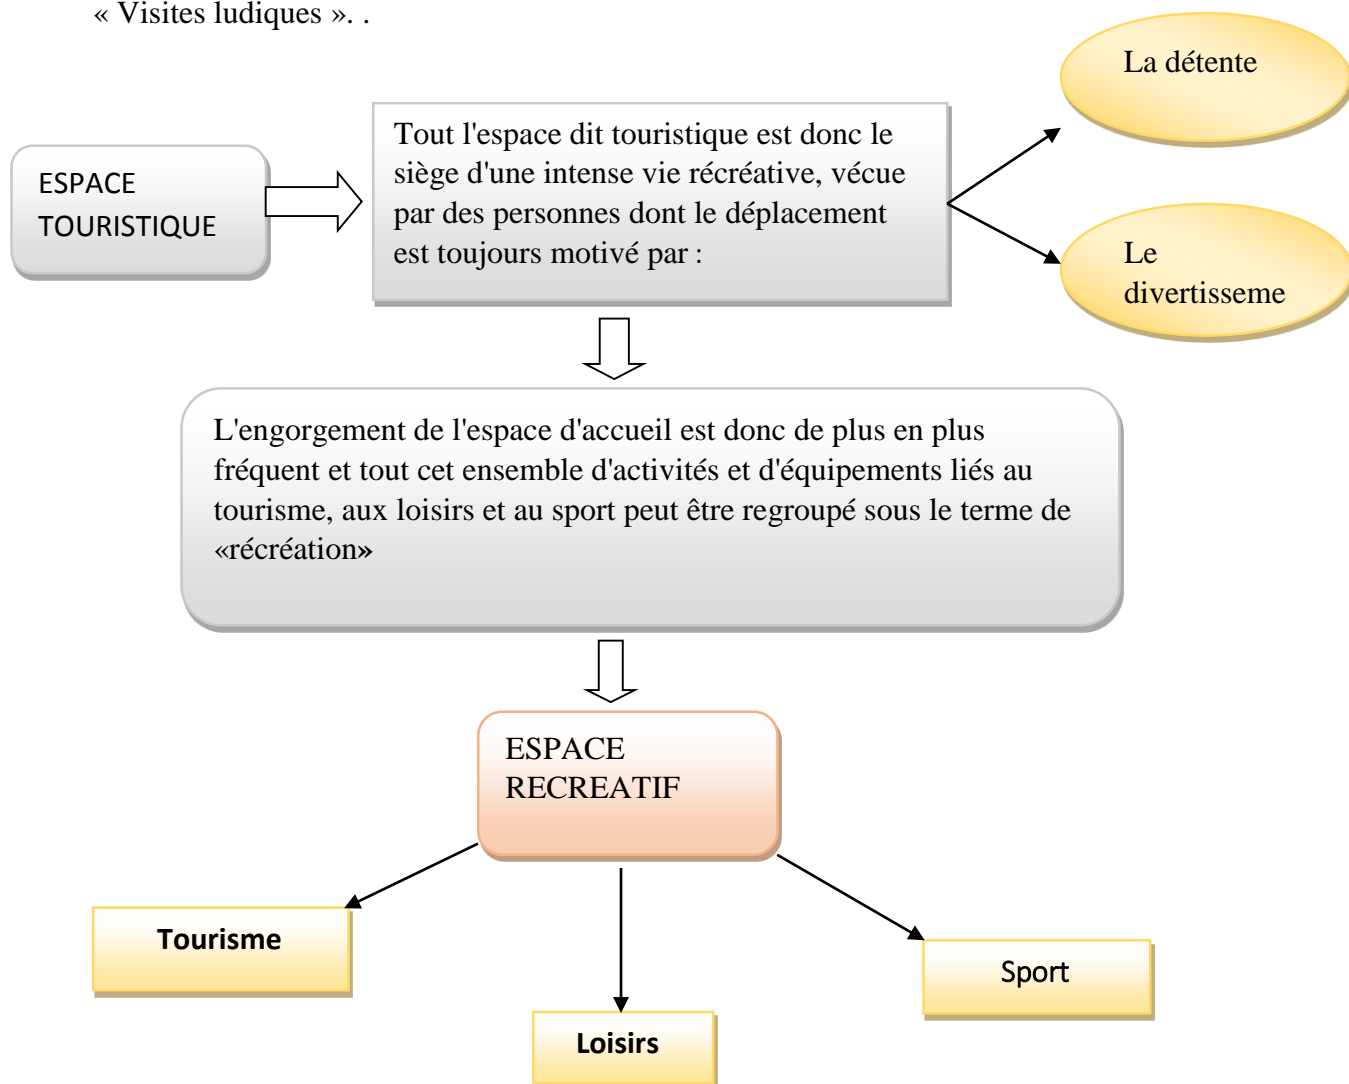 « Visites ludiques ». .
La détente
Tout l'espace dit touristique est donc le
siège d'une intense vie récréative, vécue
par des personnes dont le déplacement
est toujours motivé par :
ESPACE
TOURISTIQUE
Le
divertisseme
L'engorgement de l'espace d'accueil est donc de plus en plus
fréquent et tout cet ensemble d'activités et d'équipements liés au
tourisme, aux loisirs et au sport peut être regroupé sous le terme de
«récréation»
ESPACE
RECREATIF
Tourisme
Sport
Loisirs